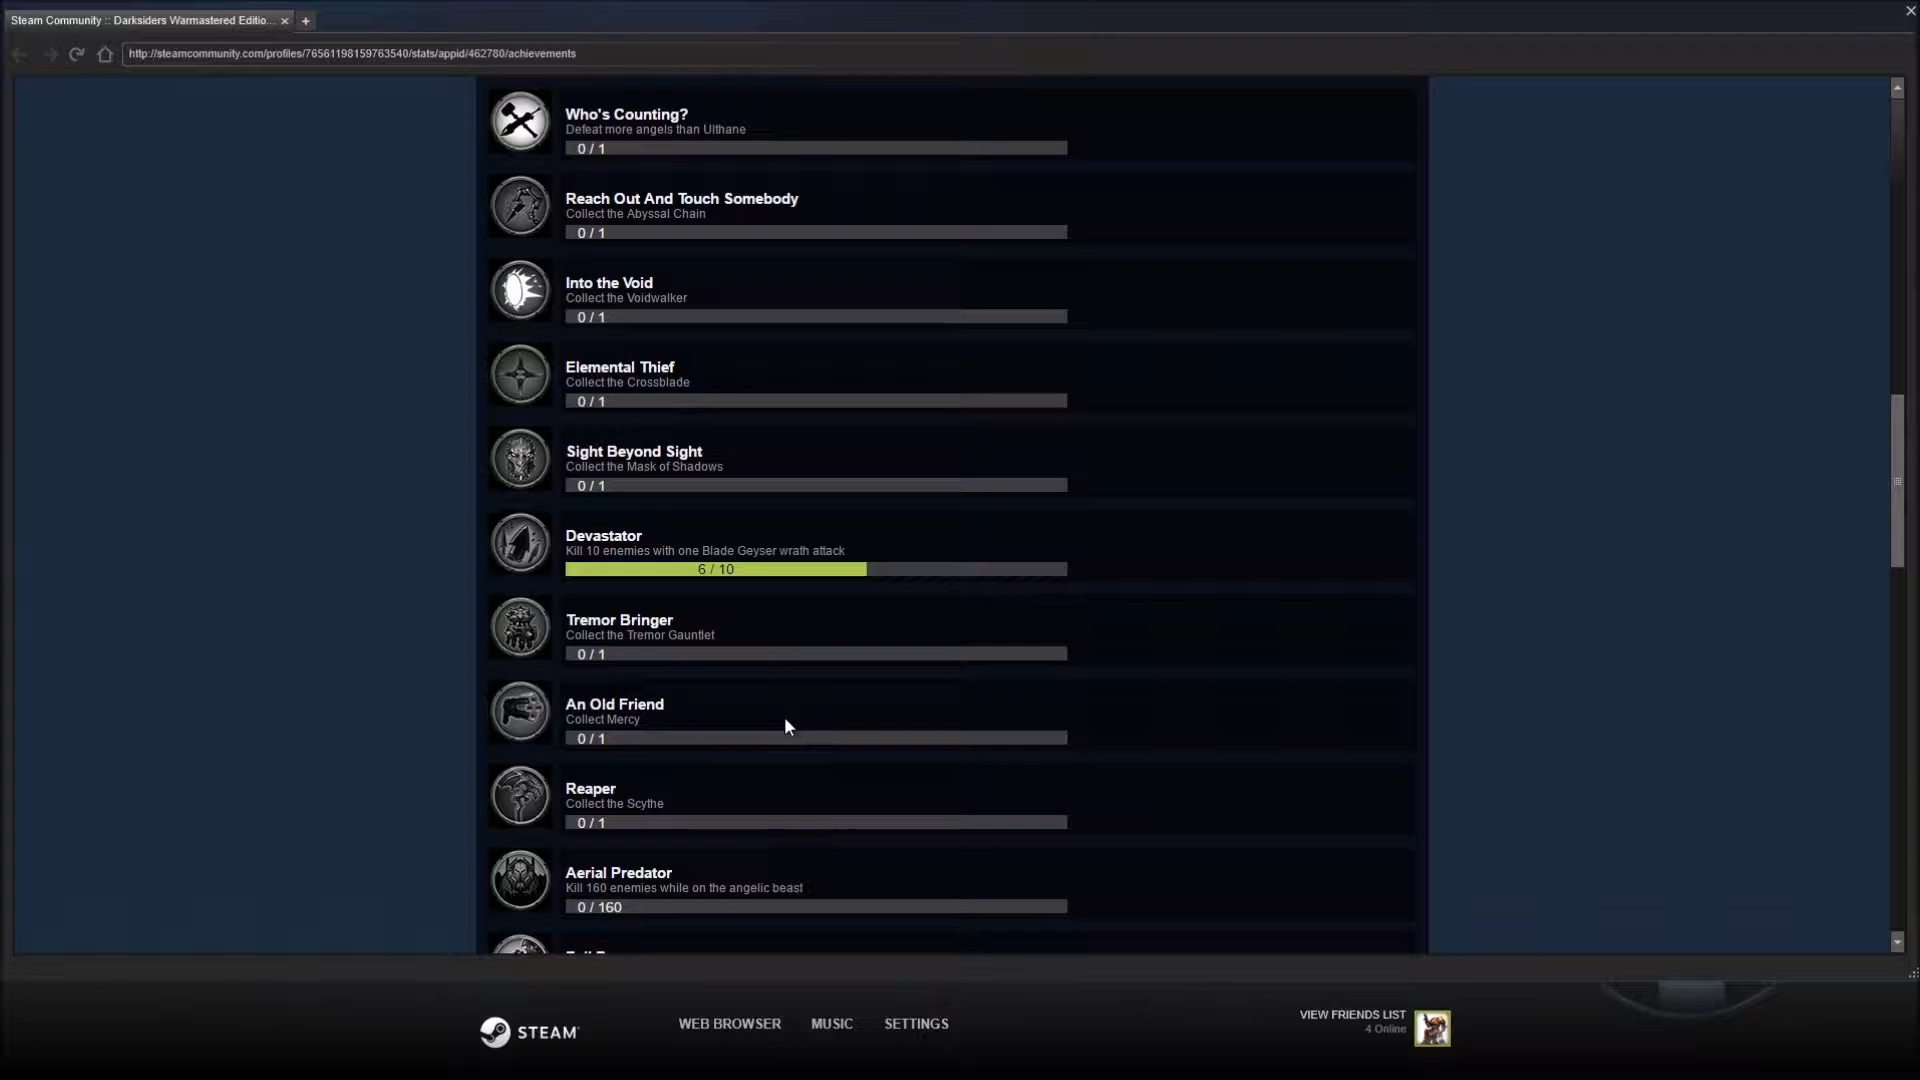 Steam Community :: Darksiders Warmastered Editio...
http://steamcommunity.com/profiles/76561198159763540/stats/appid/462780/achievements
Who's Counting?
Defeat more angels than Ulthane
0 / 1
Reach Out And Touch Somebody
Collect the Abyssal Chain
0 / 1
Into the Void
Collect the Voidwalker
0 / 1
Elemental Thief
Collect the Crossblade
0 / 1
Sight Beyond Sight
Collect the Mask of Shadows
0 / 1
Devastator
Kill 10 enemies with one Blade Geyser wrath attack
6 / 10
Tremor Bringer
Collect the Tremor Gauntlet
0 / 1
An Old Friend
Collect Mercy
0 / 1
Reaper
Collect the Scythe
0 / 1
Aerial Predator
Kill 160 enemies while on the angelic beast
0 / 160
STEAM
WEB BROWSER MUSIC SETTINGS
VIEW FRIENDS LIST
4 Online